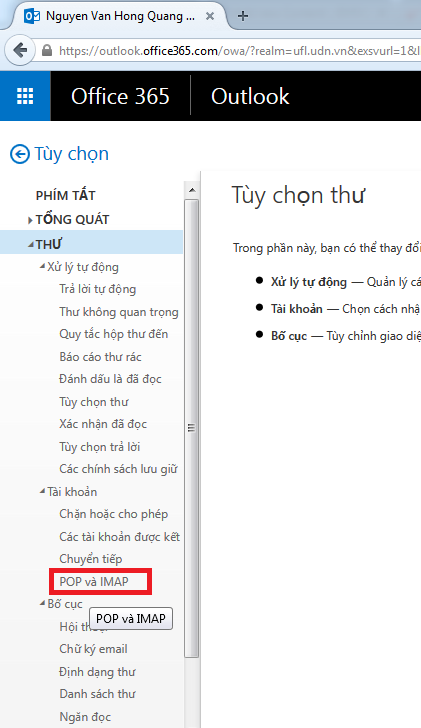 Nguyen Van Hong Quang ...
https://outlook.office365.com/owa/?realm=ufl.udn.vn&exsvurl=1&l
Office 365 Outlook
Tùy chọn
PHÍM TẮT
TỔNG QUÁT
THƯ
Xử lý tự động
Trả lời tự động
Thư không quan trọng
Quy tắc hộp thư đến
Báo cáo thư rác
Đánh dấu là đã đọc
Tùy chọn thư
Xác nhận đã đọc
Tùy chọn trả lời
Các chính sách lưu giữ
Tài khoản
Chặn hoặc cho phép
Các tài khoản được kết
Chuyển tiếp
POP và IMAP
Bố cục
POP và IMAP
Hội
Chữ ký email
Định dạng thư
Danh sách thư
Ngăn đọc
Tùy chọn thư
Trong phần này, bạn có thể thay đổi
Xử lý tự động — Quản lý cá
Tài khoản — Chọn cách nhậ
Bố cục — Tùy chỉnh giao diệ